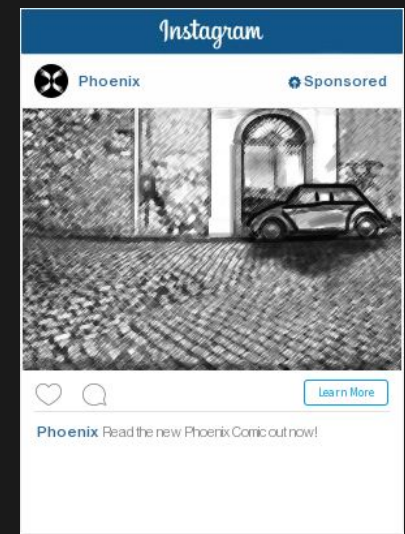 Instagram
Phoenix
Sponsored
Learn More
Phoenix Read the new Phoenix Comic out now!